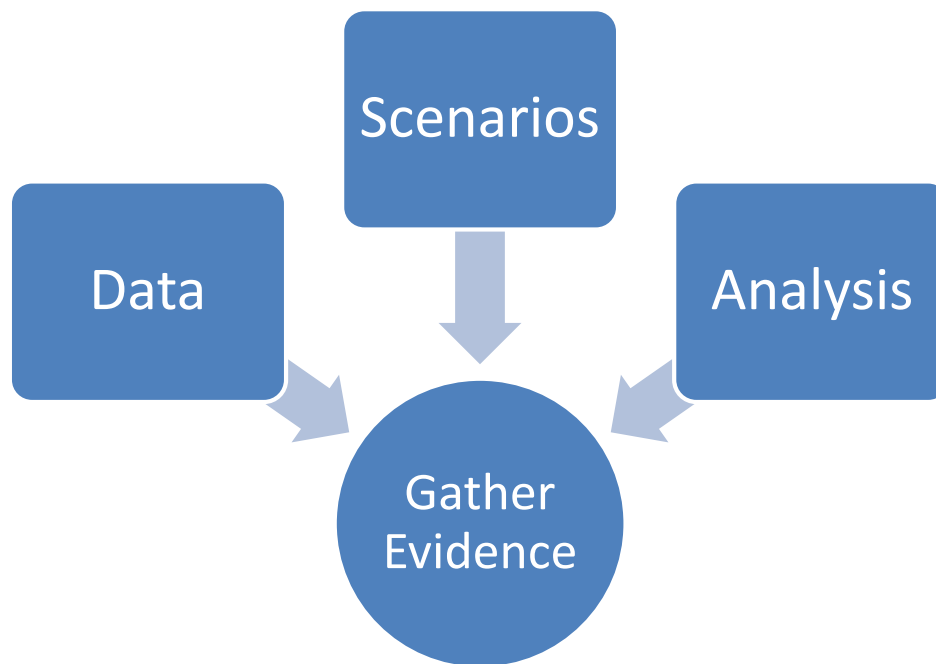 Scenarios
Data
Analysis
Gather
Evidence